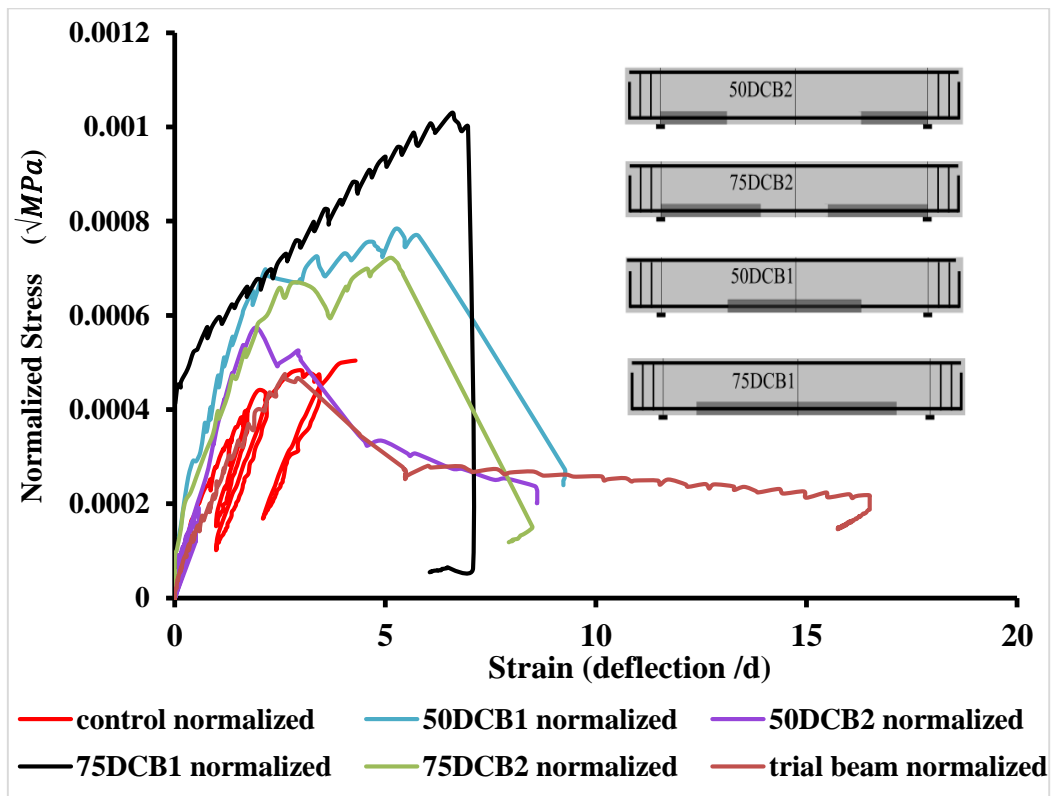 0.0012
0.001
0.0008
0.0006
0.0004
0.0002
0
Normalized Stress (√MPa)
50DCB2
75DCB2
50DCB1
75DCB1
0 5 10 15 20
Strain (deflection /d)
control normalized 50DCB1 normalized 50DCB2 normalized
75DCB1 normalized 75DCB2 normalized trial beam normalized